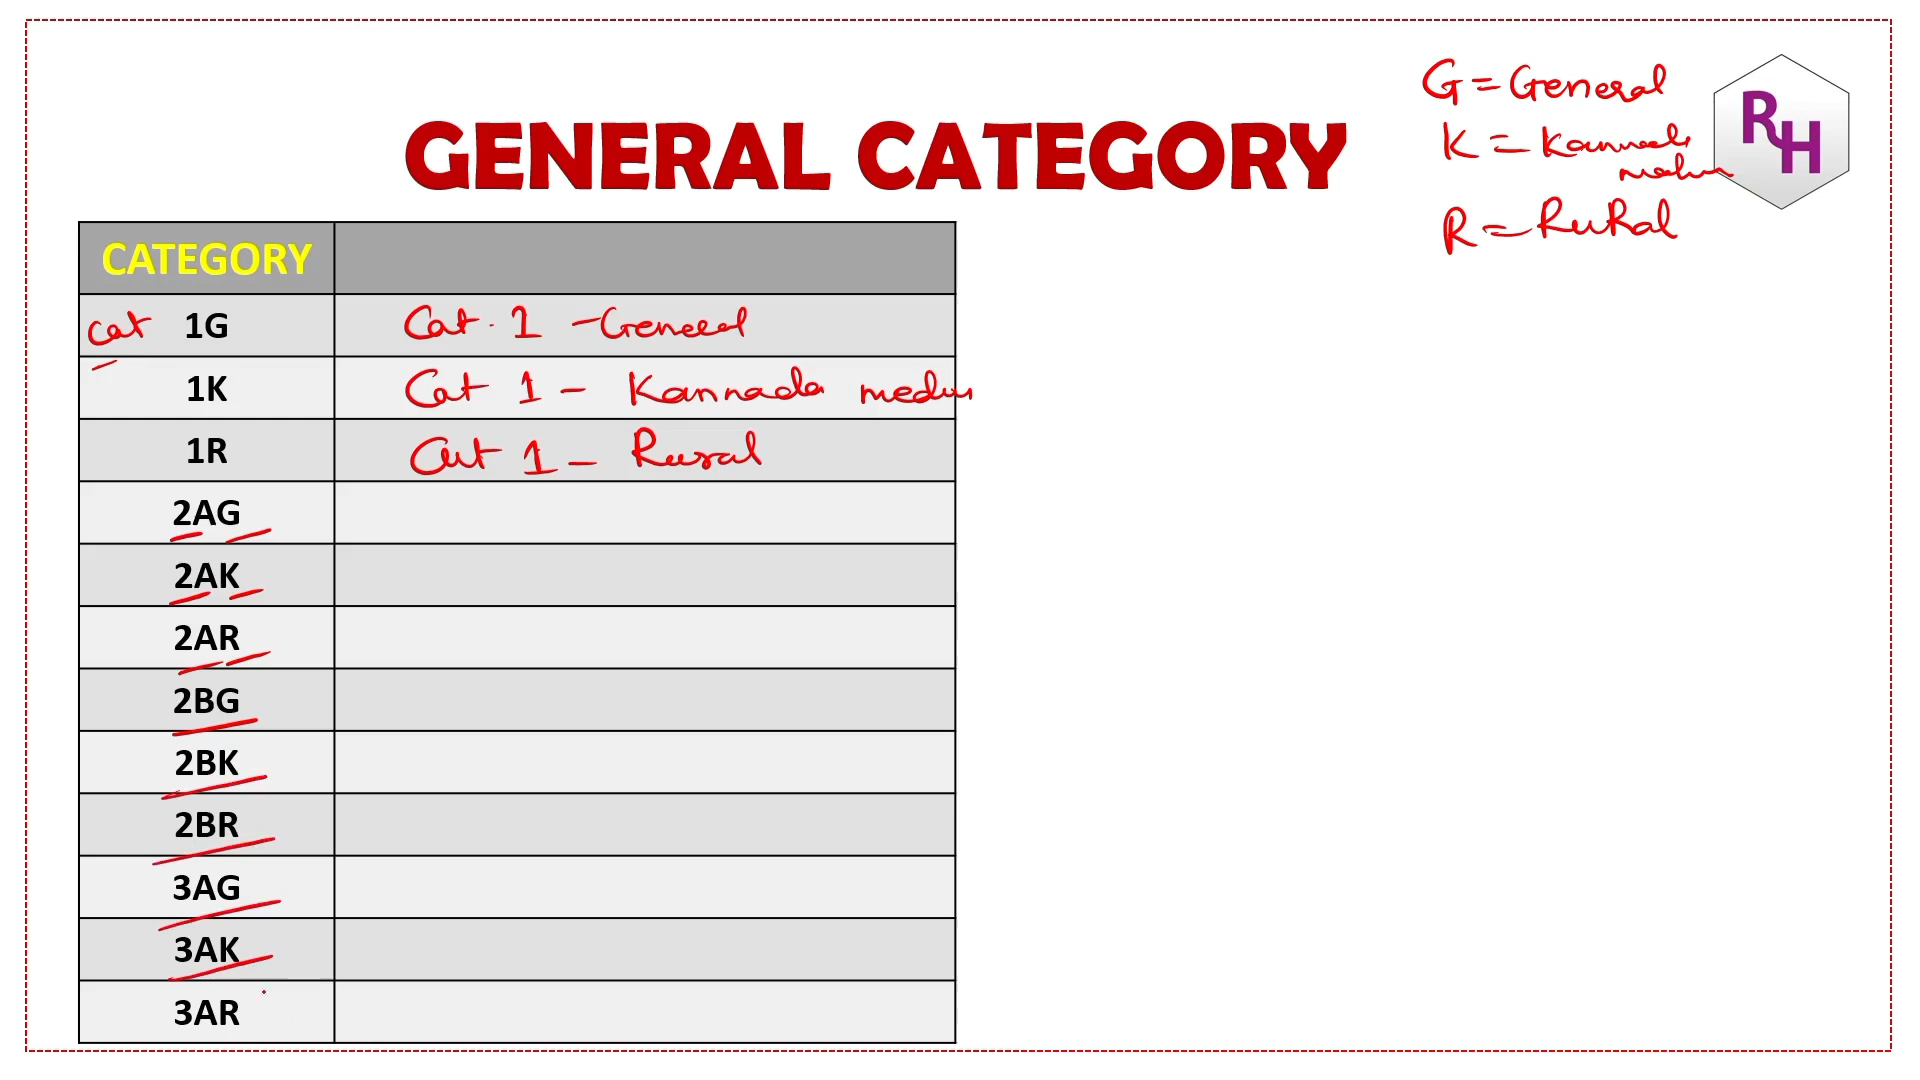 G = General
K = Kannada
medium
R = RuRal
RH
GENERAL CATEGORY
CATEGORY
cat 1G Cat. 1 - General
1K Cat 1 - Kannada medium
1R Cat 1 - Rural
2AG
2AK
2AR
2BG
2BK
2BR
3AG
3AK
3AR